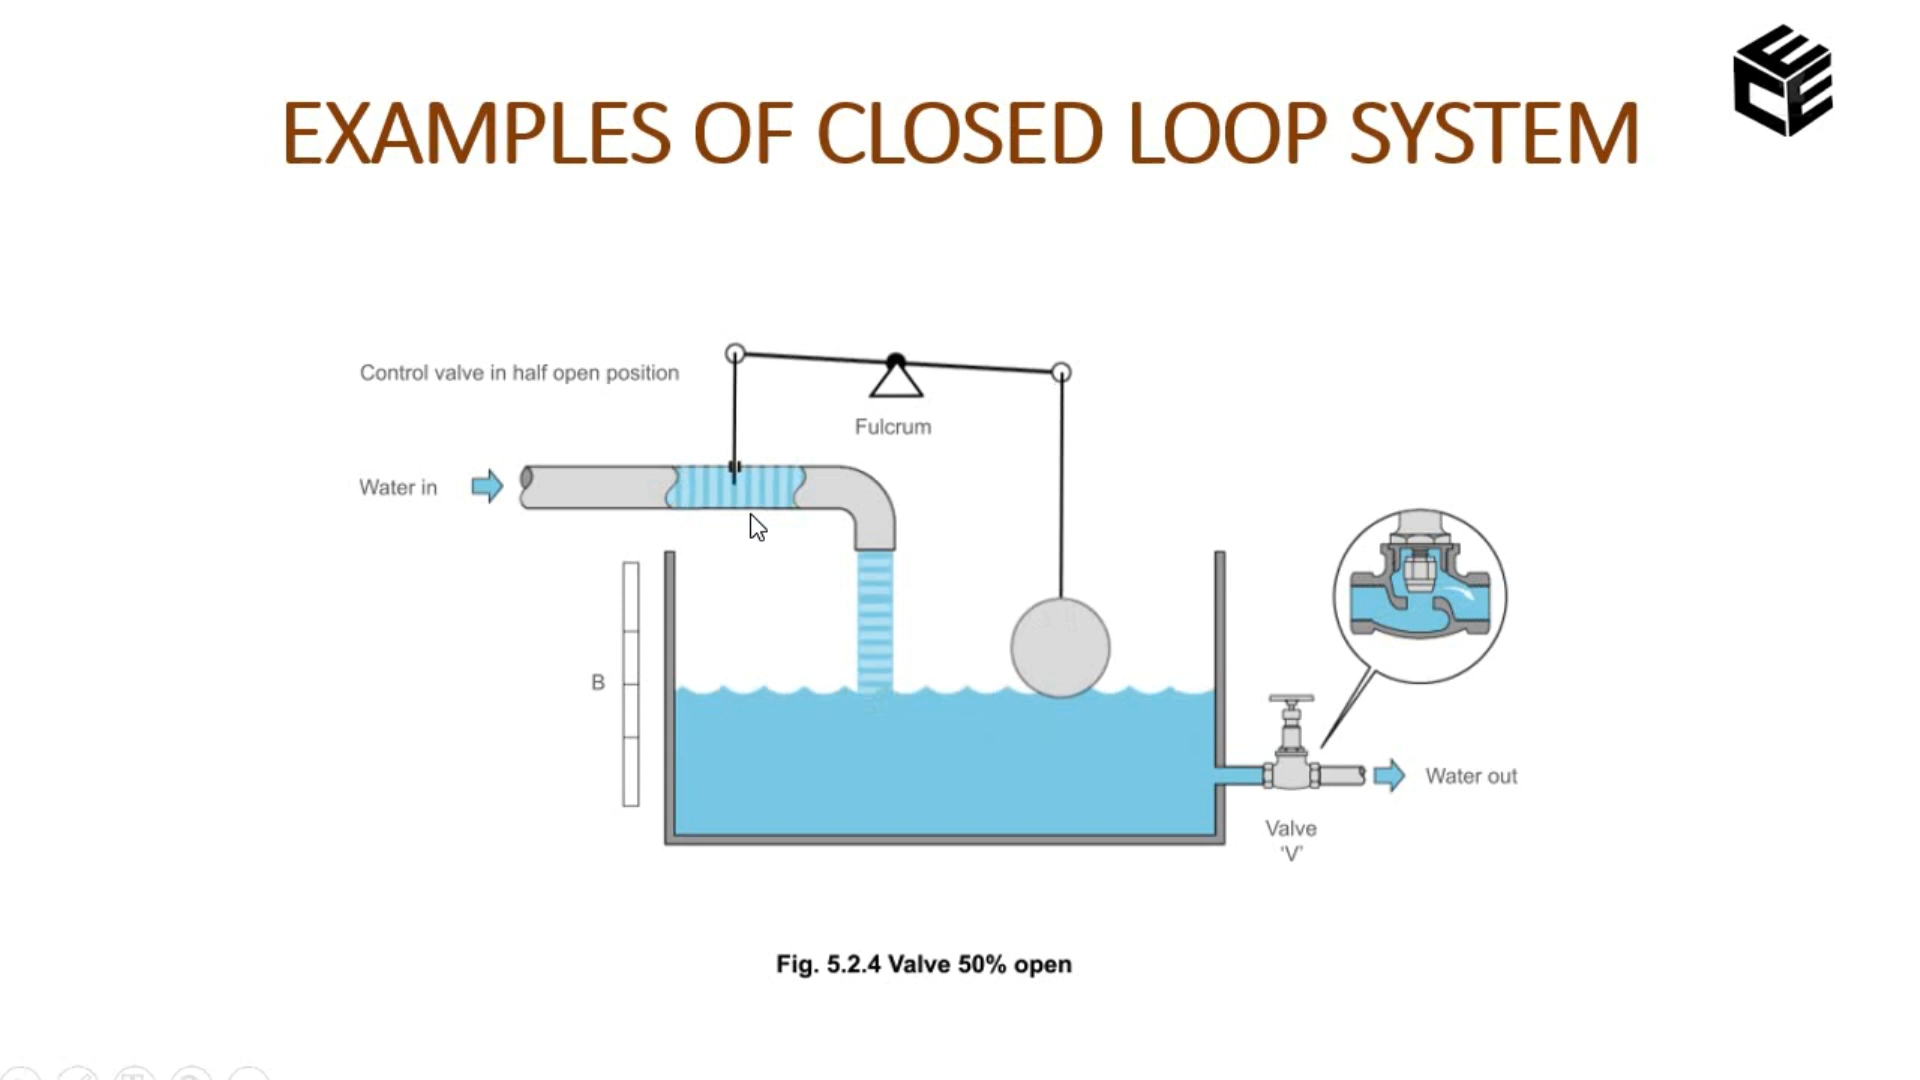 ECE
EXAMPLES OF CLOSED LOOP SYSTEM
Control valve in half open position
Fulcrum
Water in
B
Water out
Valve
'V'
Fig. 5.2.4 Valve 50% open